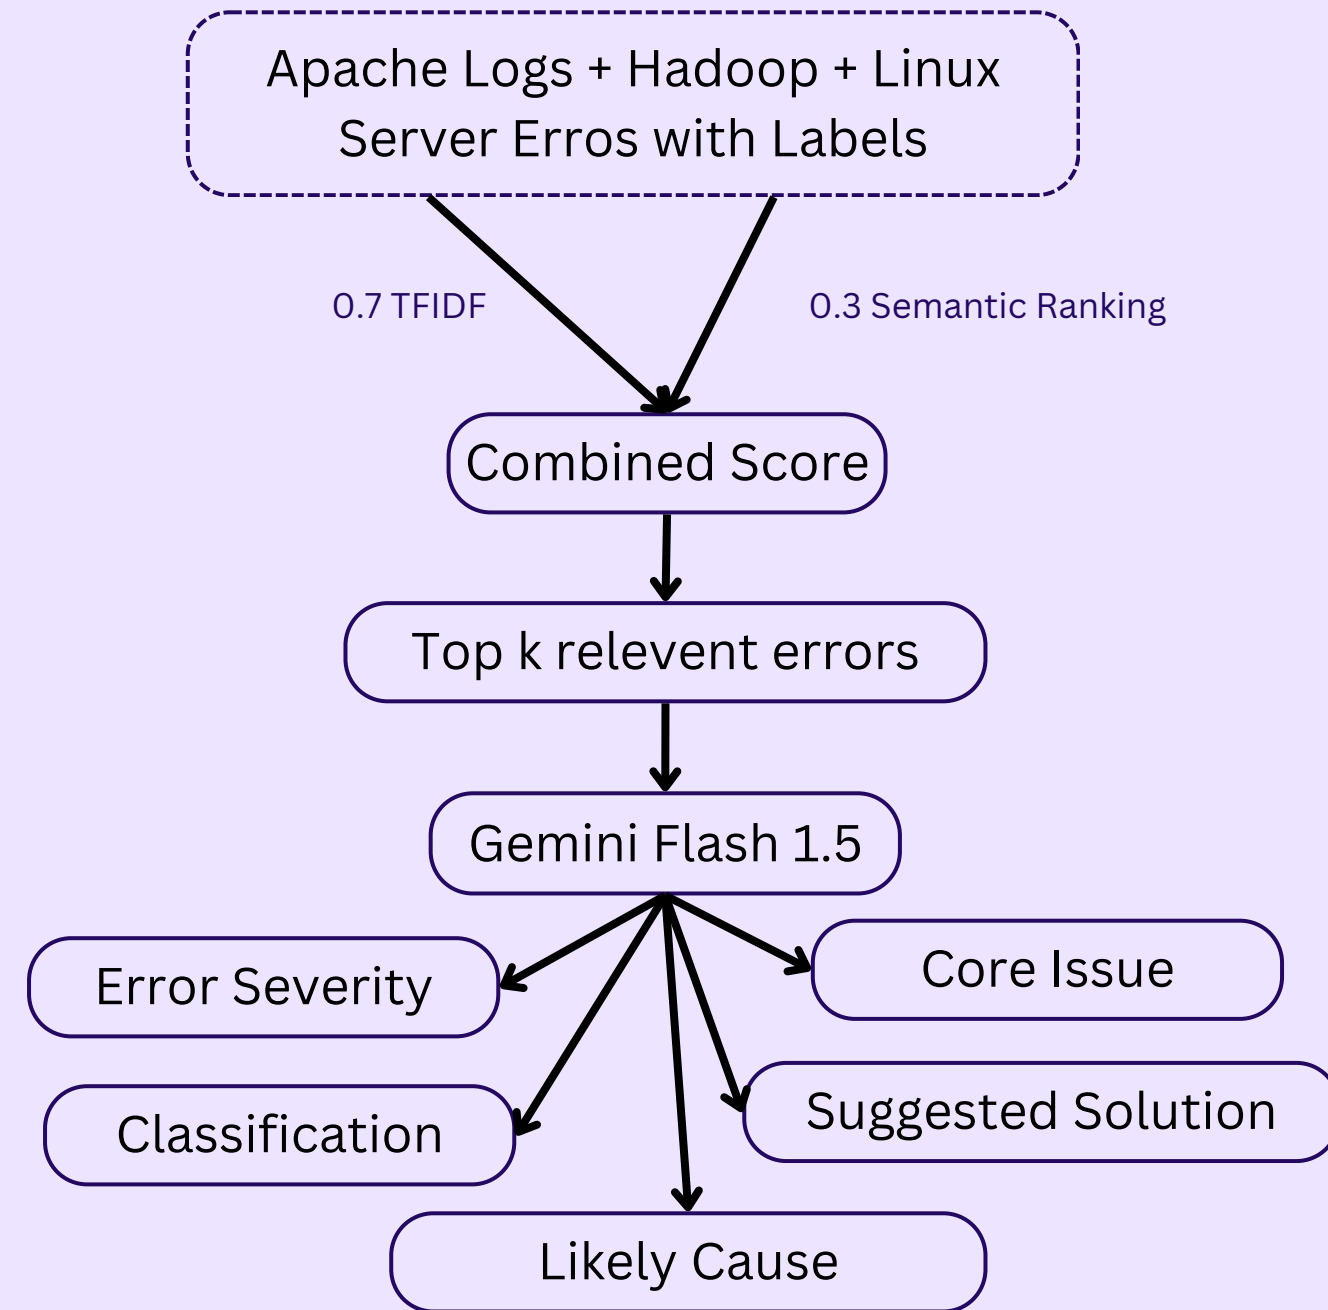 Apache Logs + Hadoop + Linux
Server Erros with Labels
0.7 TFIDF
0.3 Semantic Ranking
Combined Score
Top k relevent errors
Gemini Flash 1.5
Error Severity
Core Issue
Classification
Suggested Solution
Likely Cause